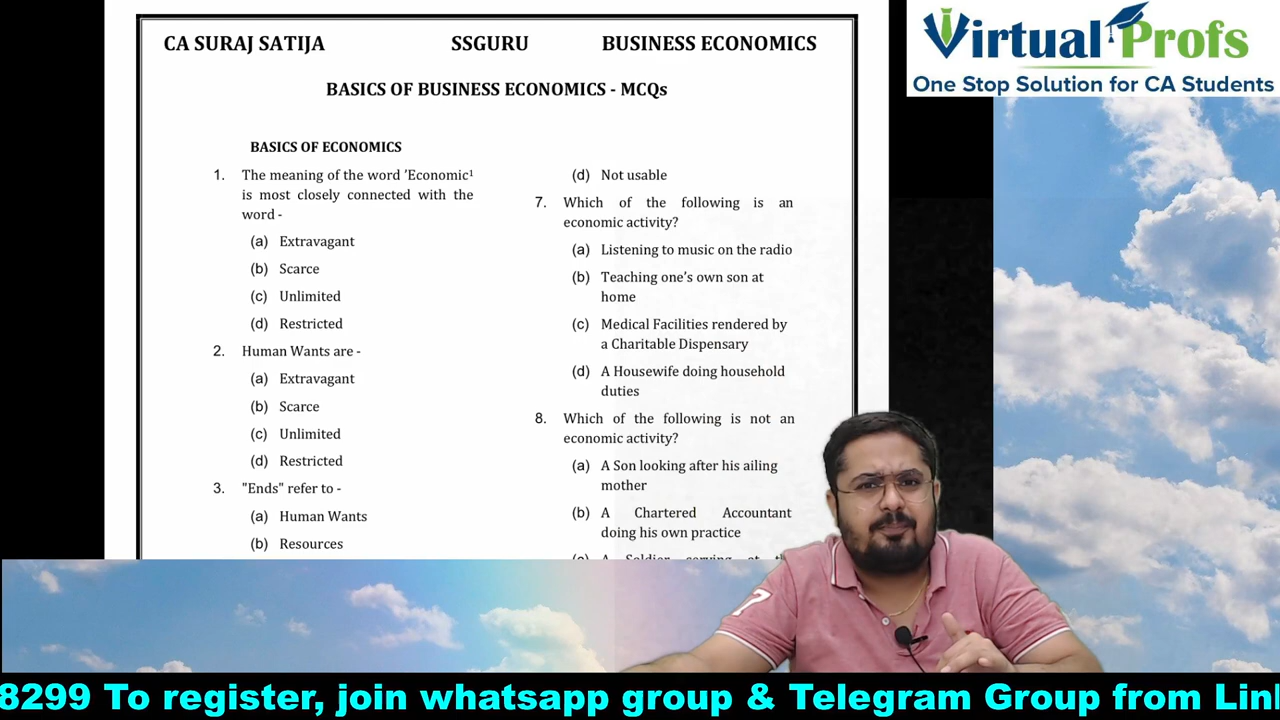 CA SURAJ SATIJA SSGURU BUSINESS ECONOMICS
BASICS OF BUSINESS ECONOMICS - MCQs
BASICS OF ECONOMICS
1. The meaning of the word 'Economic¹
is most closely connected with the
word -
(a) Extravagant
(b) Scarce
(c) Unlimited
(d) Restricted
2. Human Wants are -
(a) Extravagant
(b) Scarce
(c) Unlimited
(d) Restricted
3. "Ends" refer to -
(a) Human Wants
(b) Resources
(d) Not usable
7. Which of the following is an
economic activity?
(a) Listening to music on the radio
(b) Teaching one's own son at
home
(c) Medical Facilities rendered by
a Charitable Dispensary
(d) A Housewife doing household
duties
8. Which of the following is not an
economic activity?
(a) A Son looking after his ailing
mother
(b) A Chartered Accountant
doing his own practice
A Soldier serving at
Virtual Profs
One Stop Solution for CA Students
7
8299 To register, join whatsapp group & Telegram Group from